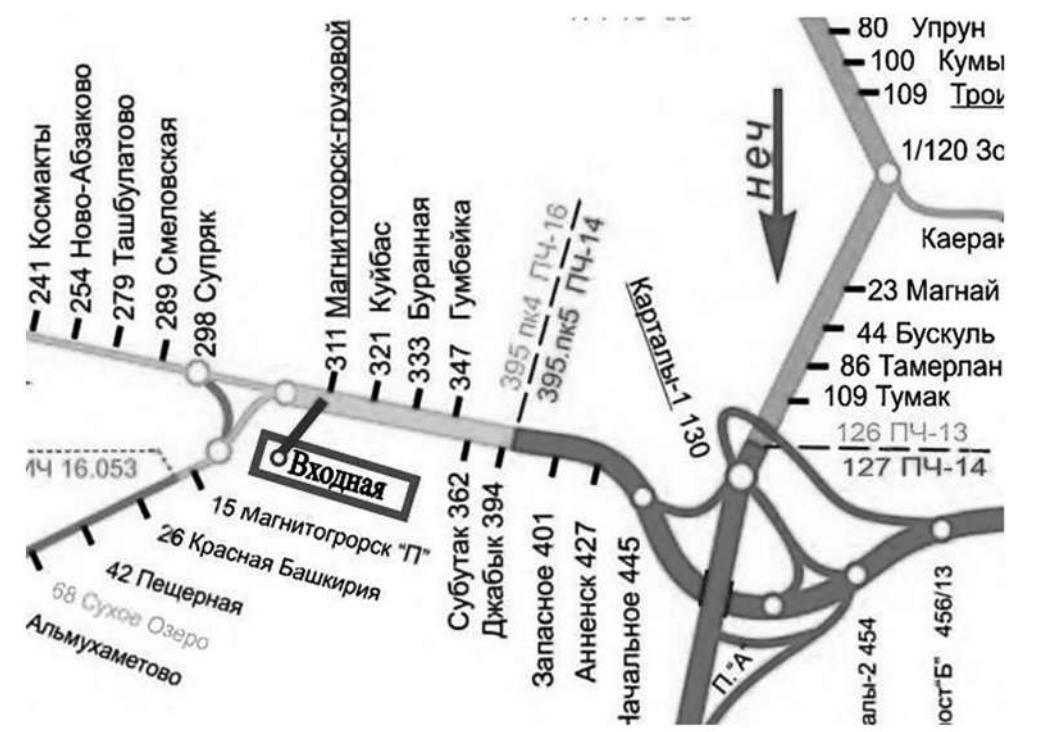 80 Упрун
100 Кумы
109 Трои
1/120 Зо
Каерак
неч
23 Магнай
44 Бускуль
86 Тамерлан
109 Тумак
126 ПЧ-13
127 ПЧ-14
241 Космакты
254 Ново-Абзаково
279 Ташбулатово
289 Смеловская
298 Супряк
311 Магнитогорск-грузовой
321 Куйбас
333 Буранная
347 Гумбейка
395 пк4 ПЧ-16
395.пк5 ПЧ-14
Карталы-1 130
ИЧ 16.053
Входная
15 Магнитогрорск "П"
26 Красная Башкирия
42 Пещерная
68 Сухое Озеро
Альмухаметово
Субутак 362
Джабык 394
Запасное 401
Анненск 427
Начальное 445
П."А"
алы-2 454
ост"Б" 456/13